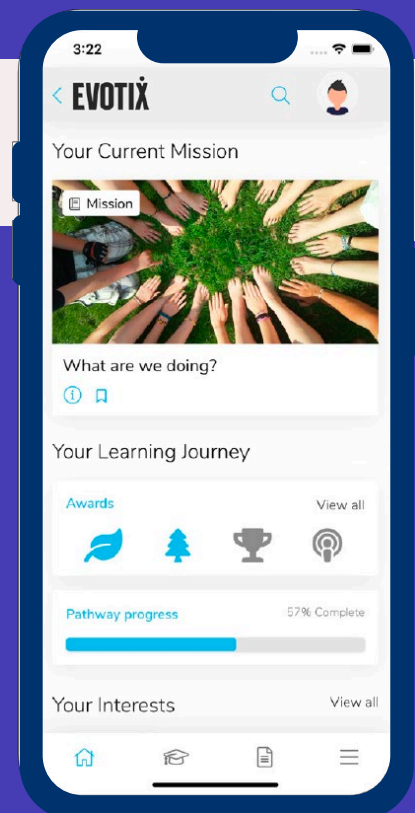 3:22
EVOTIX
Your Current Mission
Mission
What are we doing?
Your Learning Journey
Awards
View all
Pathway progress
57% Complete
Your Interests
View all